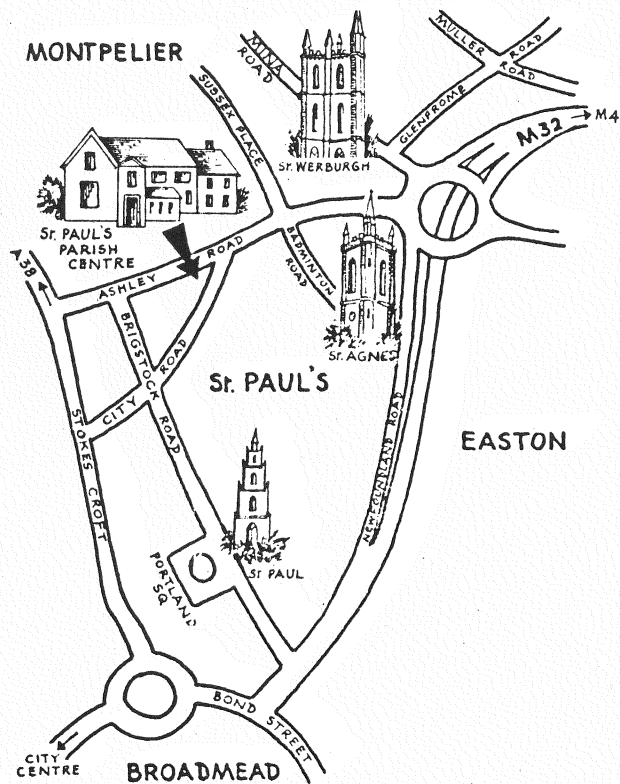 MONTPELIER
MINA
ROAD
MULLER ROAD
ROAD
SUSSEX PLACE
GLENFROME
M32
→ M4
St. WERBURGH
St. PAUL'S
PARISH
CENTRE
A38
ASHLEY ROAD
BADMINTON
ROAD
BRIGSTOCK ROAD
CITY ROAD
St. AGNES
St. PAUL'S
STOKES CROFT
NEWFOUNDLAND ROAD
EASTON
PORTLAND
SQ
St PAUL
BOND STREET
CITY
CENTRE
BROADMEAD